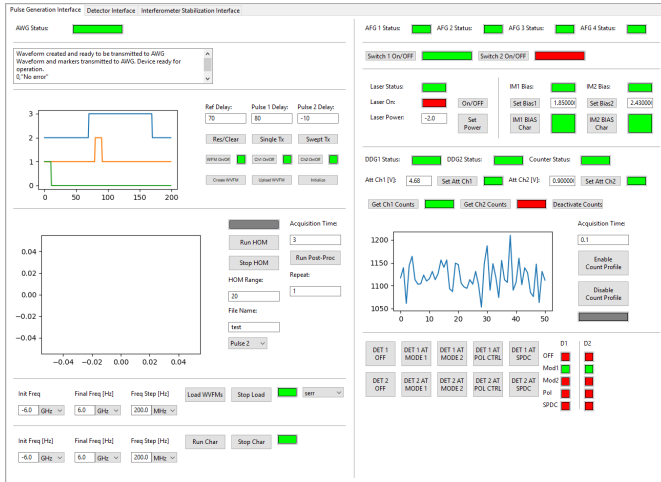 Pulse Generation Interface Detector Interface Interferometer Stabilization Interface
AWG Status:
Waveform created and ready to be transmitted to AWG
Waveform and markers transmitted to AWG. Device ready for
operation.
0,"No error"
Ref Delay: Pulse 1 Delay: Pulse 2 Delay:
70 80 -10
Res/Clear Single Tx Swept Tx
WFM On/Off Ch1 On/Off Ch2 On/Off
Create WVFM Upload WVFM Initialize
3
2
1
0
0 50 100 150 200
Acquisition Time:
Run HOM 3
Stop HOM Run Post-Proc
HOM Range: Repeat:
20 1
File Name:
test
Pulse 2
0.04
0.02
0.00
−0.02
−0.04
−0.04 −0.02 0.00 0.02 0.04
Init Freq Final Freq [Hz] Freq Step [Hz] Load WVFMs Stop Load serr
-6.0 GHz 6.0 GHz 200.0 MHz
Init Freq [Hz] Final Freq [Hz] Freq Step [Hz] Run Char Stop Char
-6.0 GHz 6.0 GHz 200.0 MHz
AFG 1 Status: AFG 2 Status: AFG 3 Status: AFG 4 Status:
Switch 1 On/OFF Switch 2 On/OFF
Laser Status: IM1 Bias: IM2 Bias:
Laser On: On/OFF Set Bias1 1.85000 Set Bias2 2.43000
Laser Power: -2.0 Set Power IM1 BIAS Char IM2 BIAS Char
DDG1 Status: DDG2 Status: Counter Status:
Att Ch1 [V]: 4.68 Set Att Ch1 Att Ch2 [V]: 0.90000 Set Att Ch2
Get Ch1 Counts Get Ch2 Counts Deactivate Counts
1200
1150
1100
1050
0 10 20 30 40 50
Acquisition Time:
0.1
Enable
Count Profile
Disable
Count Profile
DET 1 OFF DET 1 AT MODE 1 DET 1 AT MODE 2 DET 1 AT POL CTRL DET 1 AT SPDC
DET 2 OFF DET 2 AT MODE 1 DET 2 AT MODE 2 DET 2 AT POL CTRL DET 2 AT SPDC
D1 D2
OFF
Mod1
Mod2
Pol
SPDC